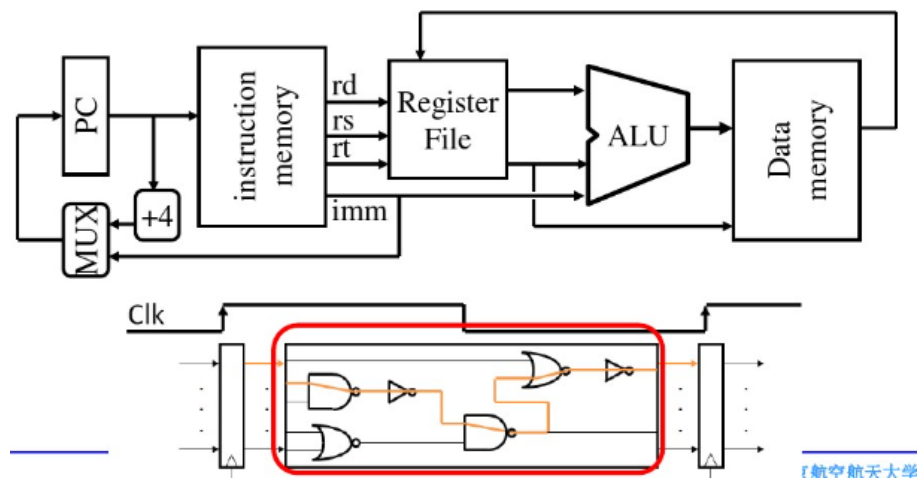 PC
+4
MUX
instruction
memory
rd
rs
rt
imm
Register
File
ALU
Data
memory
Clk
航空航天大学